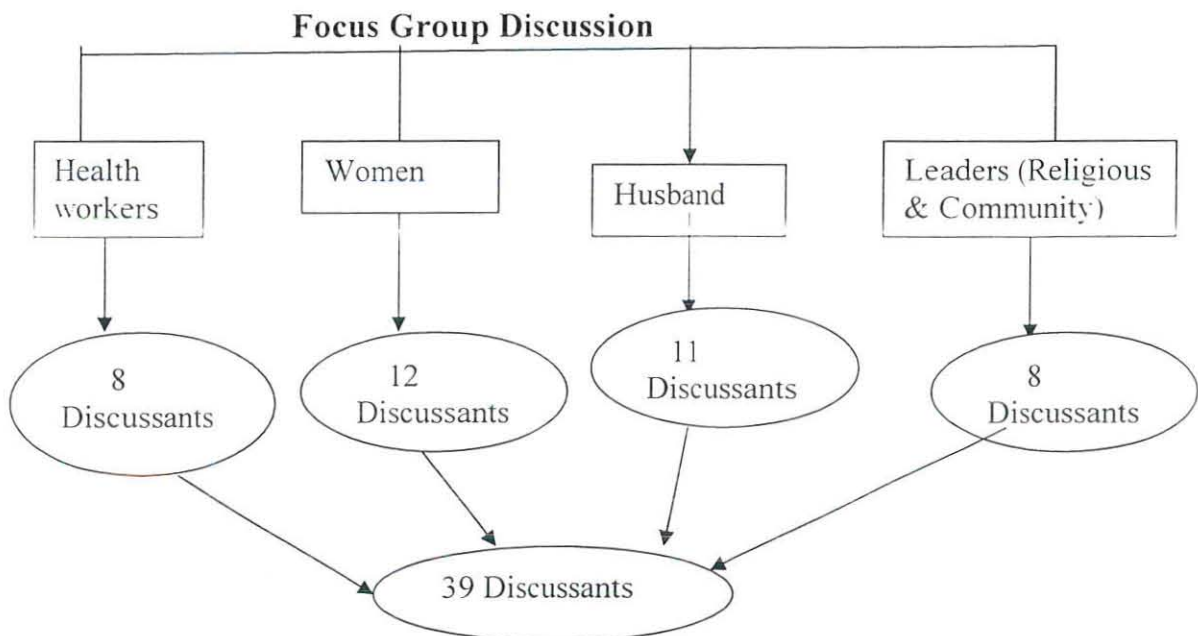 Focus Group Discussion
Health
workers
Women
Husband
Leaders (Religious
& Community)
8
Discussants
12
Discussants
11
Discussants
8
Discussants
39 Discussants